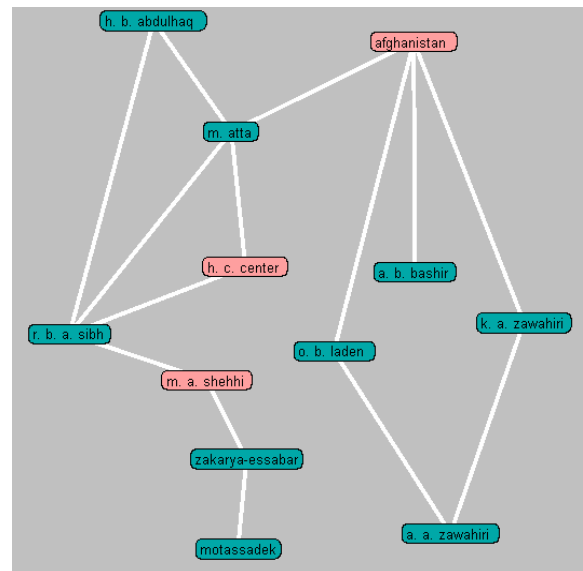 h. b. abdulhaq
afghanistan
m. atta
h. c. center
a. b. bashir
r. b. a. sibh
k. a. zawahiri
o. b. laden
m. a. shehhi
zakarya-essabar
a. a. zawahiri
motassadek